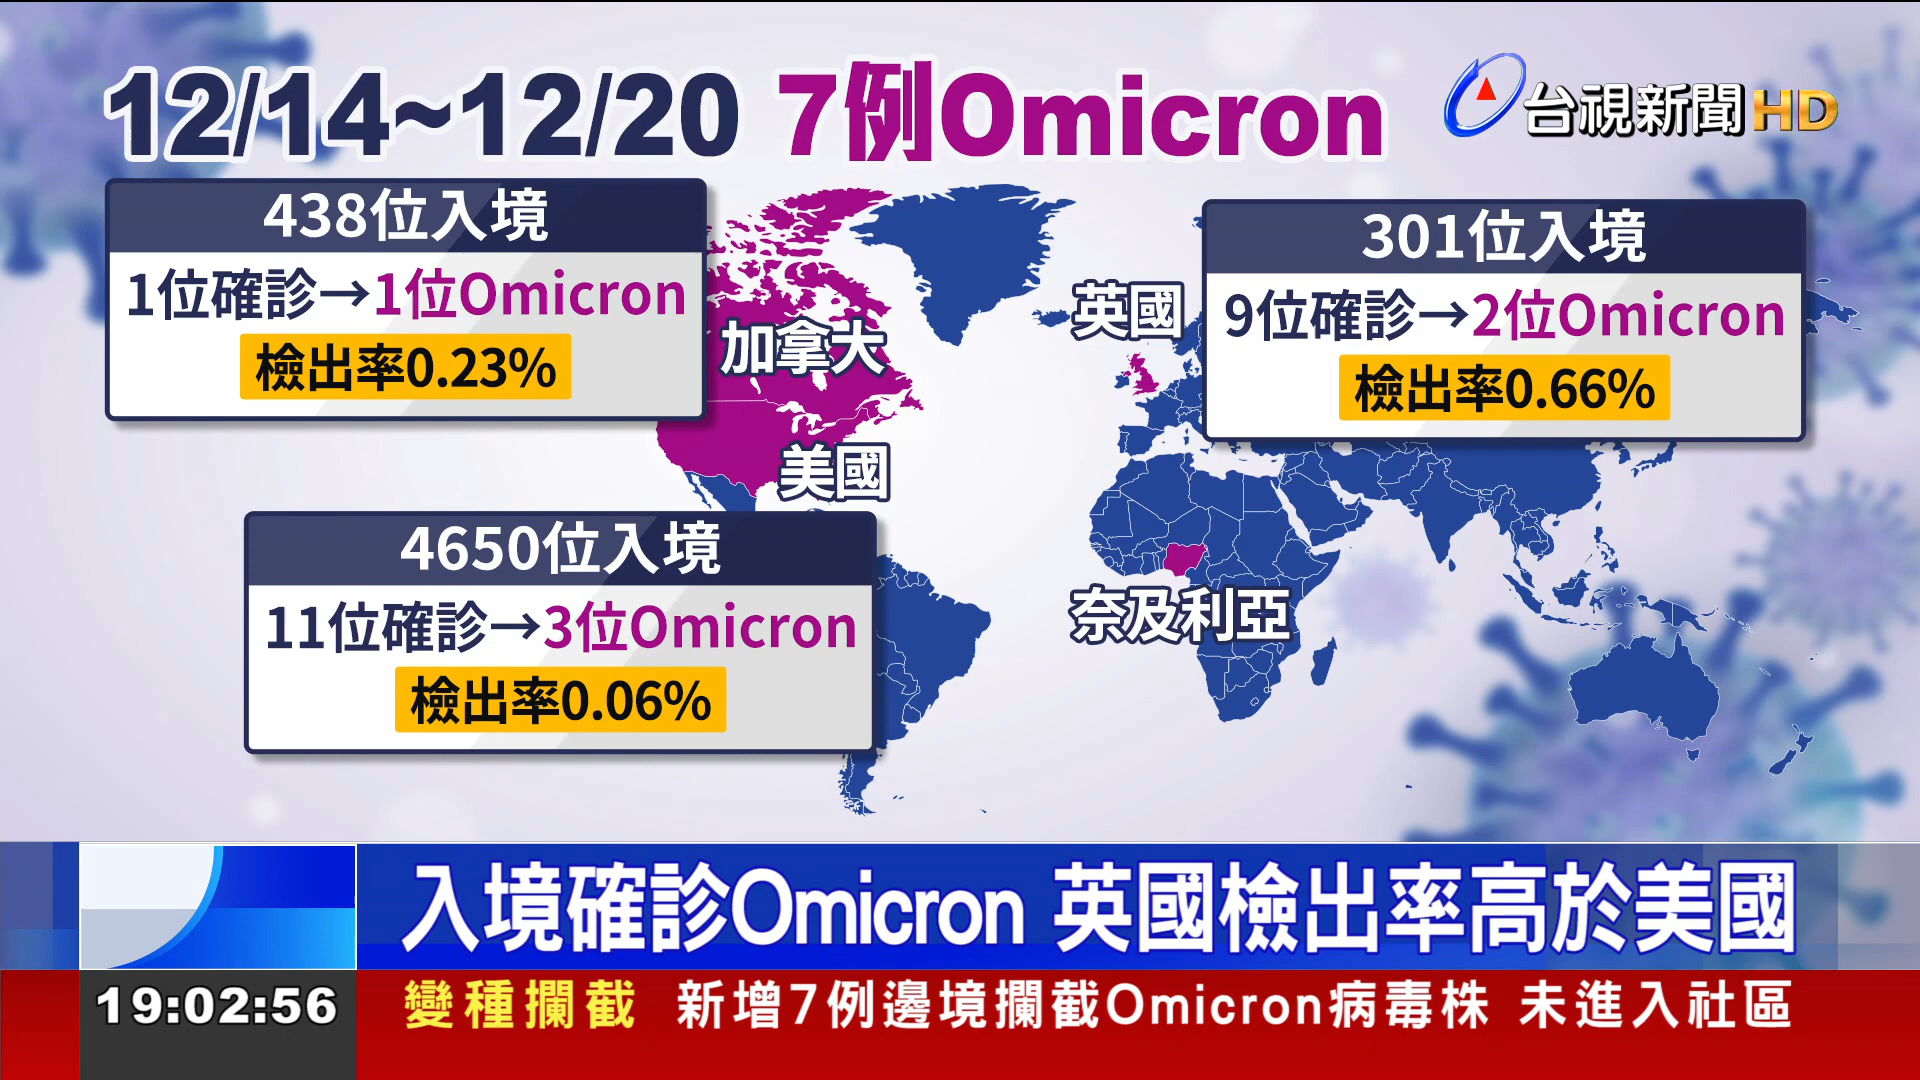 12/14~12/20 7例Omicron
台視新聞HD
438位入境
1位確診→1位Omicron
檢出率0.23%
加拿大
英國
301位入境
9位確診→2位Omicron
檢出率0.66%
美國
4650位入境
11位確診→3位Omicron
檢出率0.06%
奈及利亞
入境確診Omicron 英國檢出率高於美國
19:02:56
變種攔截 新增7例邊境攔截Omicron病毒株 未進入社區